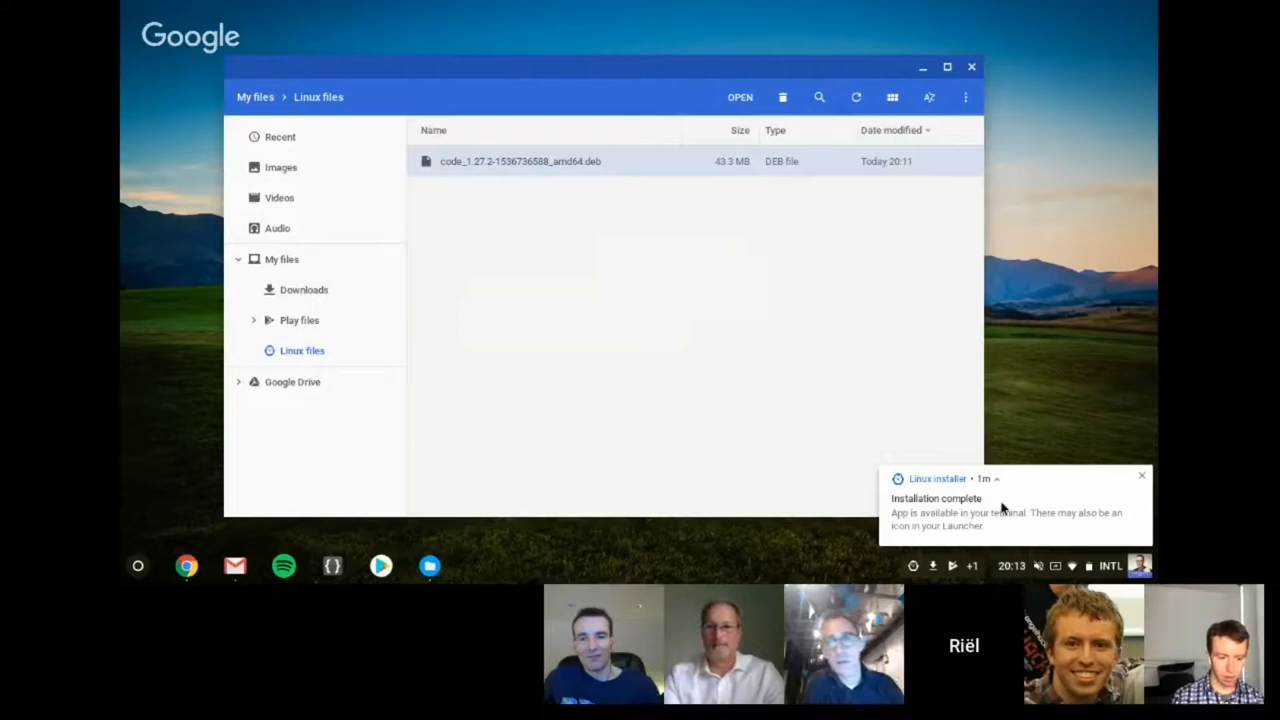 Google
My files > Linux files
OPEN
AZ
Recent
Images
Videos
Audio
My files
Downloads
Play files
Linux files
Google Drive
Name Size Type Date modified
code_1.27.2-1536736588_amd64.deb 43.3 MB DEB file Today 20:11
Linux installer • 1m
Installation complete
App is available in your terminal. There may also be an
icon in your Launcher.
+1 20:13 INTL
Riël